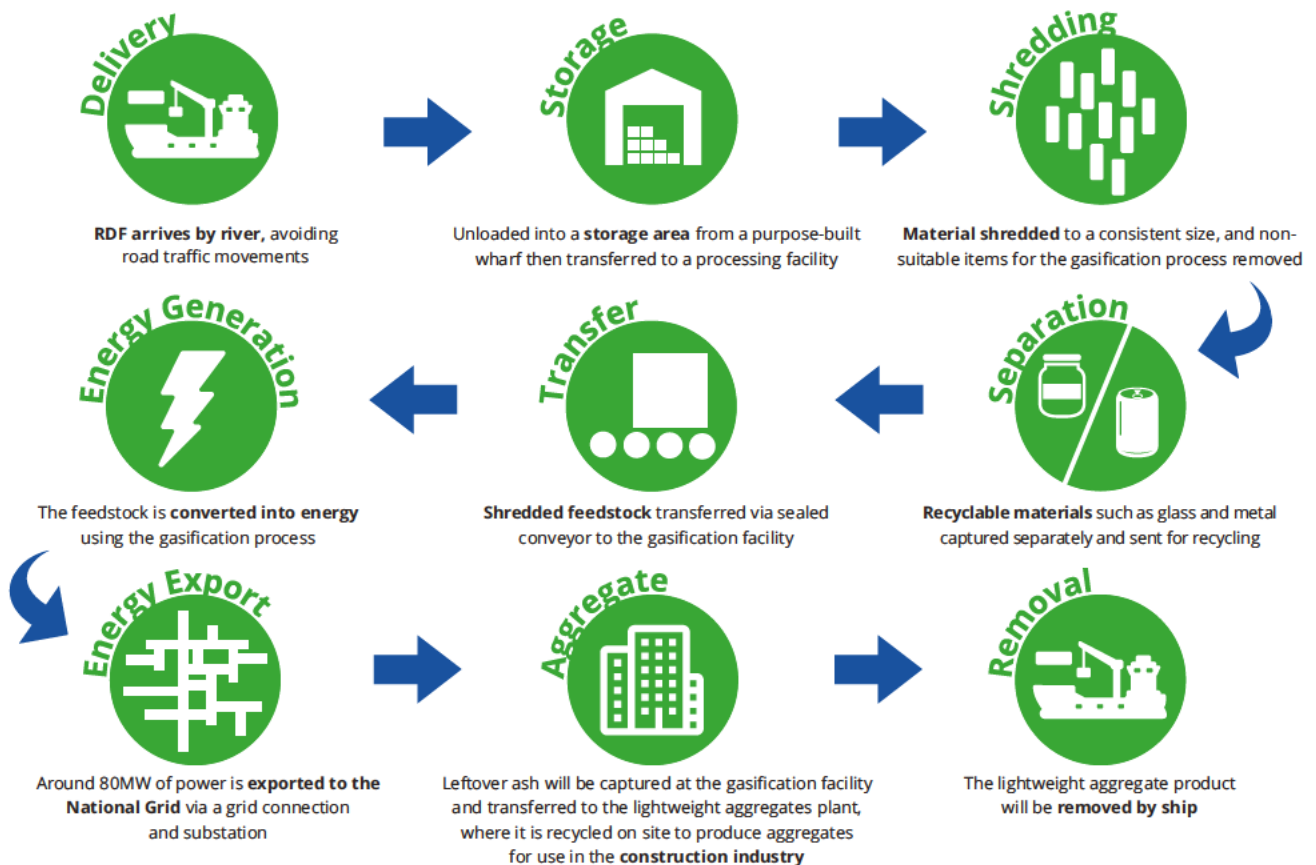 Delivery
RDF arrives by river, avoiding
road traffic movements
Storage
Unloaded into a storage area from a purpose-built
wharf then transferred to a processing facility
Shredding
Material shredded to a consistent size, and non-
suitable items for the gasification process removed
Separation
Recyclable materials such as glass and metal
captured separately and sent for recycling
Transfer
Shredded feedstock transferred via sealed
conveyor to the gasification facility
Energy Generation
The feedstock is converted into energy
using the gasification process
Energy Export
Around 80MW of power is exported to the
National Grid via a grid connection
and substation
Aggregate
Leftover ash will be captured at the gasification facility
and transferred to the lightweight aggregates plant,
where it is recycled on site to produce aggregates
for use in the construction industry
Removal
The lightweight aggregate product
will be removed by ship